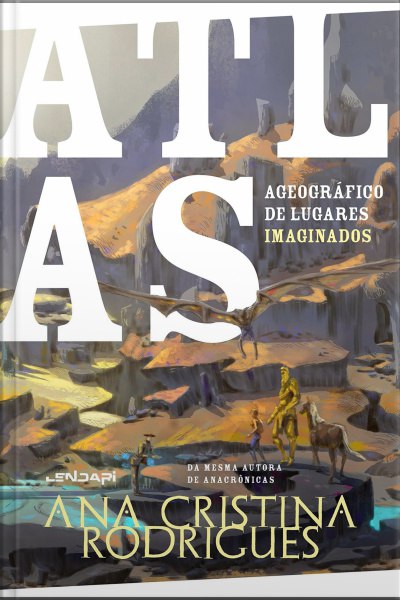 ATL
AS
AGEOGRÁFICO
DE LUGARES
IMAGINADOS
LENDARI
DA MESMA AUTORA
DE ANACRÔNICAS
ANA CRISTINA
RODRIGUES